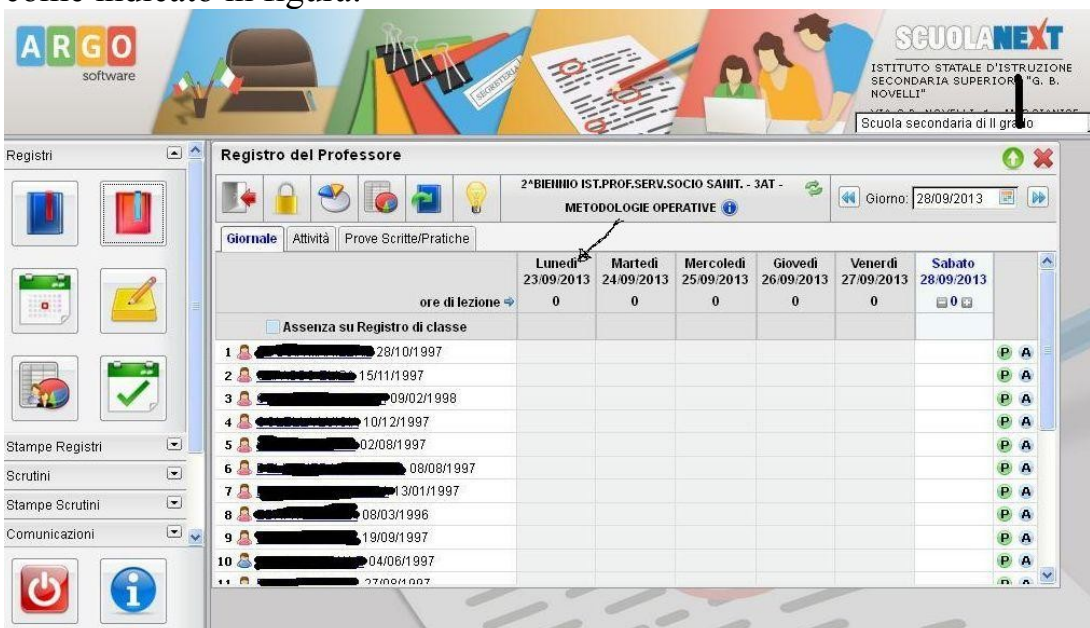 come indicato in figura.
ARGO
software
SEGRETERIA
SCUOLANEXT
ISTITUTO STATALE D'ISTRUZIONE
SECONDARIA SUPERIORE "G. B.
NOVELLI"
Scuola secondaria di II grado
Registri
Registro del Professore
2^BIENNIO IST.PROF.SERV.SOCIO SANIT. - 3AT -
METODOLOGIE OPERATIVE
Giorno: 28/09/2013
Giornale Attività Prove Scritte/Pratiche
Lunedì Martedì Mercoledì Giovedì Venerdì Sabato
23/09/2013 24/09/2013 25/09/2013 26/09/2013 27/09/2013 28/09/2013
ore di lezione 0 0 0 0 0 0
Assenza su Registro di classe
1 28/10/1997 P A
2 15/11/1997 P A
3 09/02/1998 P A
4 10/12/1997 P A
5 02/08/1997 P A
6 08/08/1997 P A
7 13/01/1997 P A
8 08/03/1996 P A
9 19/09/1997 P A
10 04/06/1997 P A
Stampe Registri
Scrutini
Stampe Scrutini
Comunicazioni